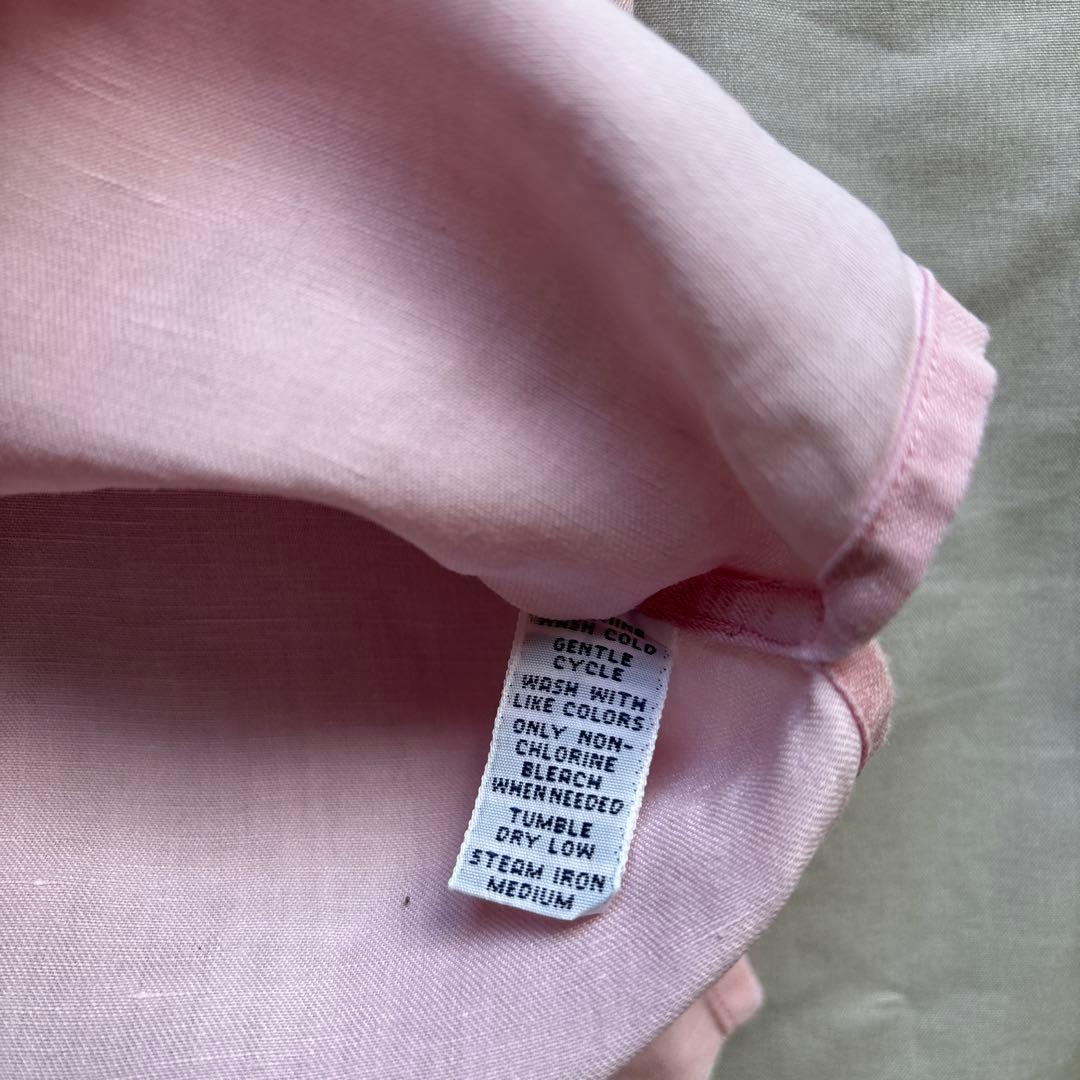 WASH COLD
GENTLE
CYCLE
WASH WITH
LIKE COLORS
ONLY NON-
CHLORINE
BLEACH
WHEN NEEDED
TUMBLE
DRY LOW
STEAM IRON
MEDIUM